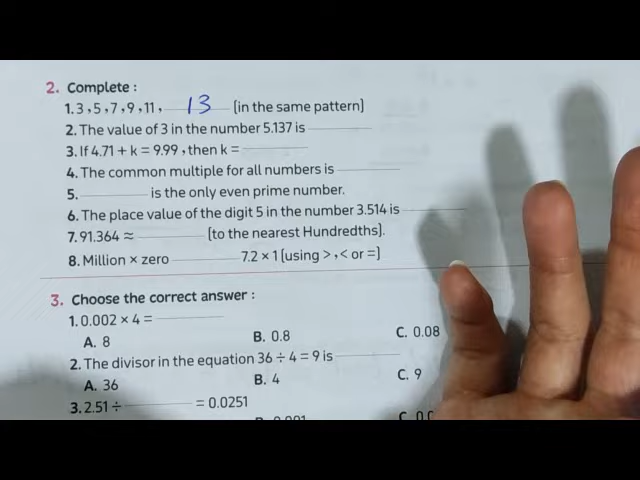 2. Complete :
1. 3 , 5 , 7 , 9 , 11 , 13 (in the same pattern)
2. The value of 3 in the number 5.137 is
3. If 4.71 + k = 9.99 , then k =
4. The common multiple for all numbers is
5. is the only even prime number.
6. The place value of the digit 5 in the number 3.514 is
7. 91.364 ≈ (to the nearest Hundredths).
8. Million × zero 7.2 × 1 (using > , < or =)
3. Choose the correct answer :
1. 0.002 × 4 =
A. 8 B. 0.8 C. 0.08
2. The divisor in the equation 36 ÷ 4 = 9 is
A. 36 B. 4 C. 9
3. 2.51 ÷ = 0.0251